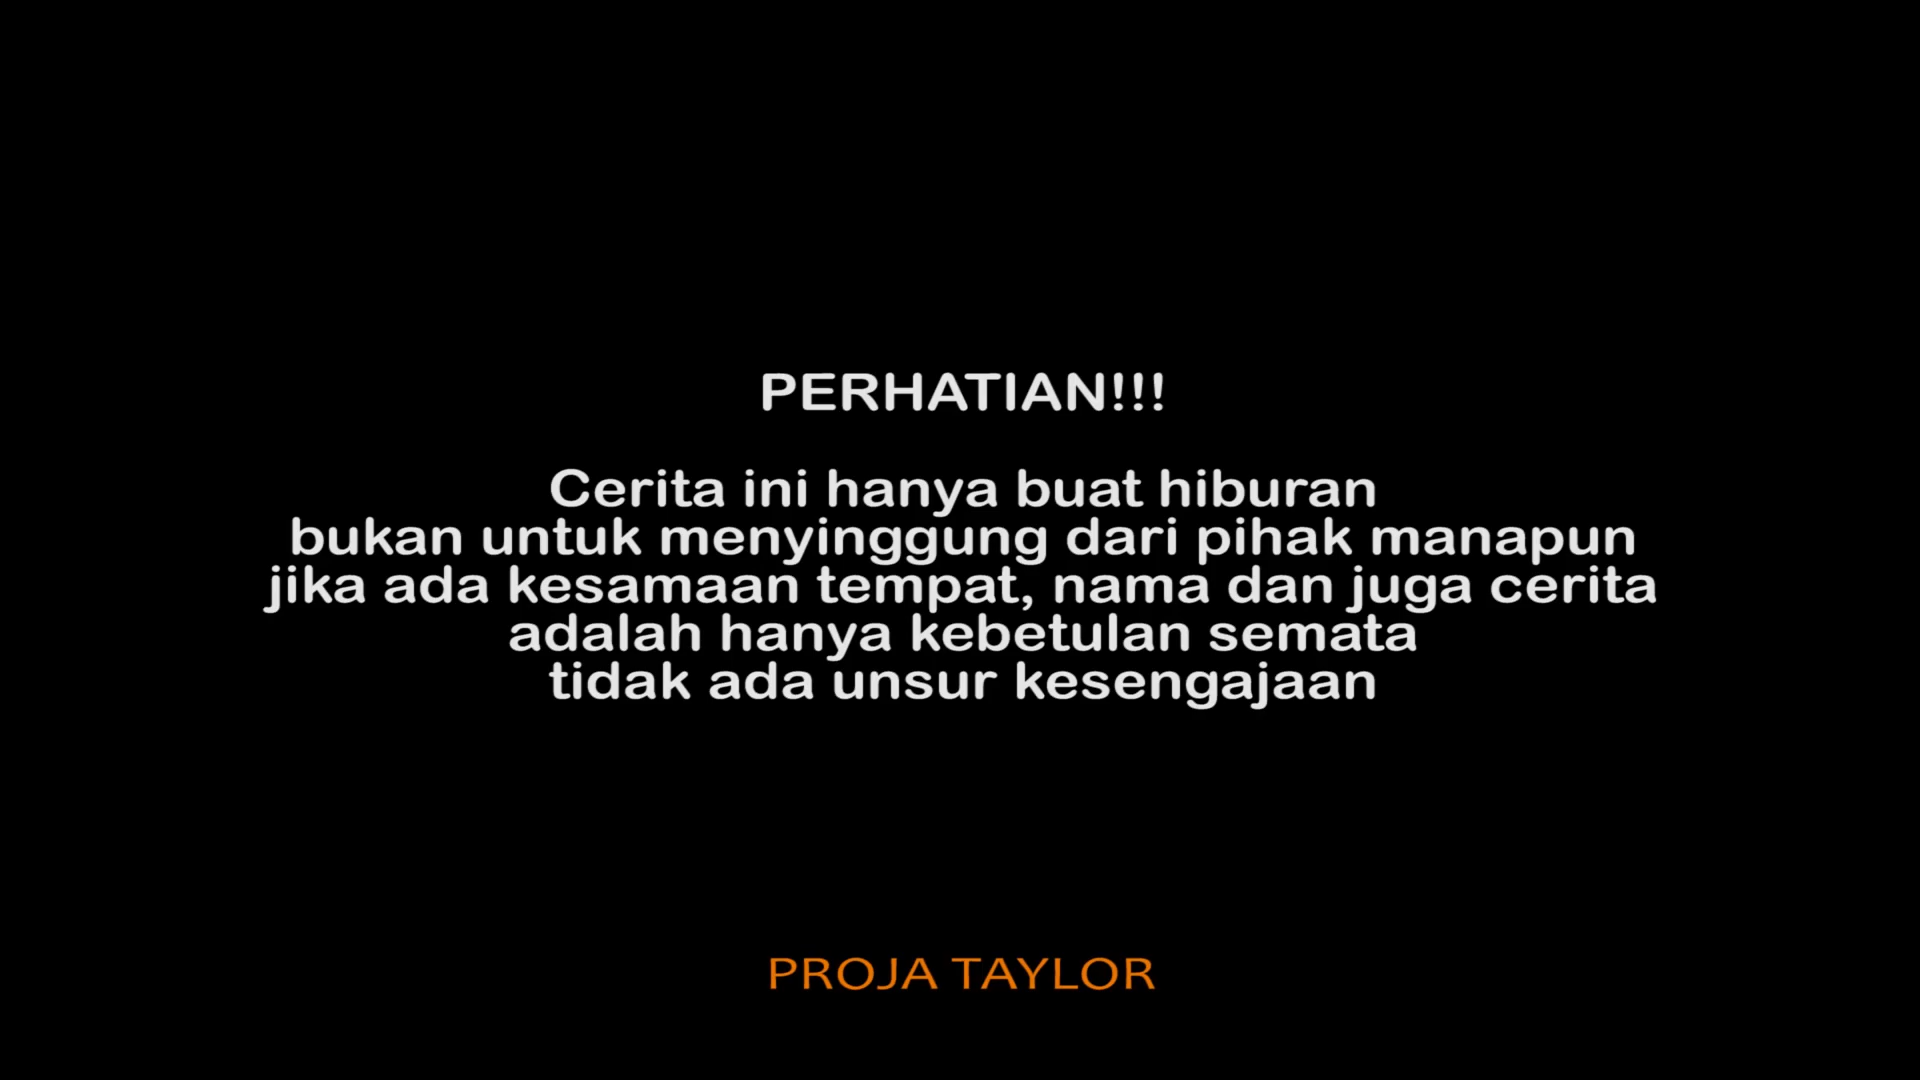 PERHATIAN!!!
Cerita ini hanya buat hiburan
bukan untuk menyinggung dari pihak manapun
jika ada kesamaan tempat, nama dan juga cerita
adalah hanya kebetulan semata
tidak ada unsur kesengajaan
PROJA TAYLOR